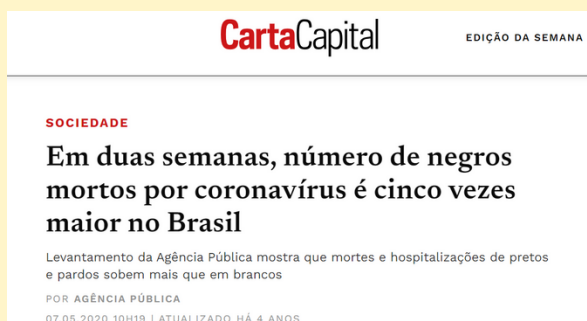 CartaCapital
EDIÇÃO DA SEMANA
SOCIEDADE
Em duas semanas, número de negros
mortos por coronavírus é cinco vezes
maior no Brasil
Levantamento da Agência Pública mostra que mortes e hospitalizações de pretos
e pardos sobem mais que em brancos
POR AGÊNCIA PÚBLICA
07.05.2020 10H19 | ATUALIZADO HÁ 4 ANOS